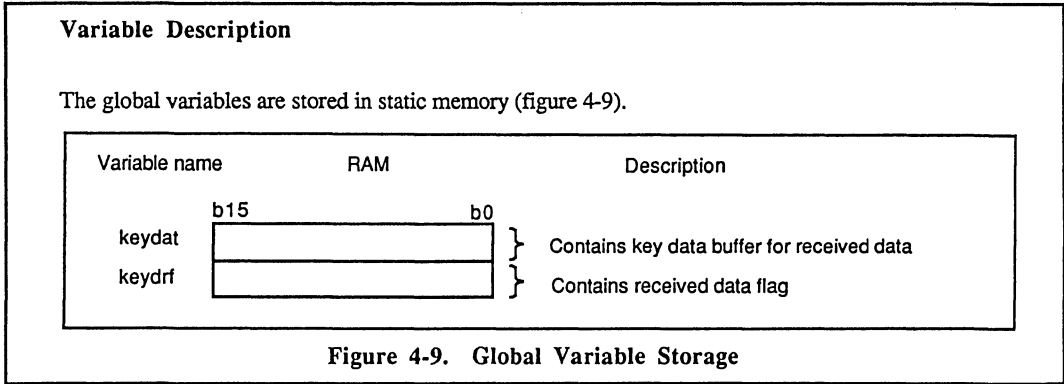 Variable Description
The global variables are stored in static memory (figure 4-9).
Variable name RAM Description
b15 b0
keydat } Contains key data buffer for received data
keydrf } Contains received data flag
Figure 4-9. Global Variable Storage